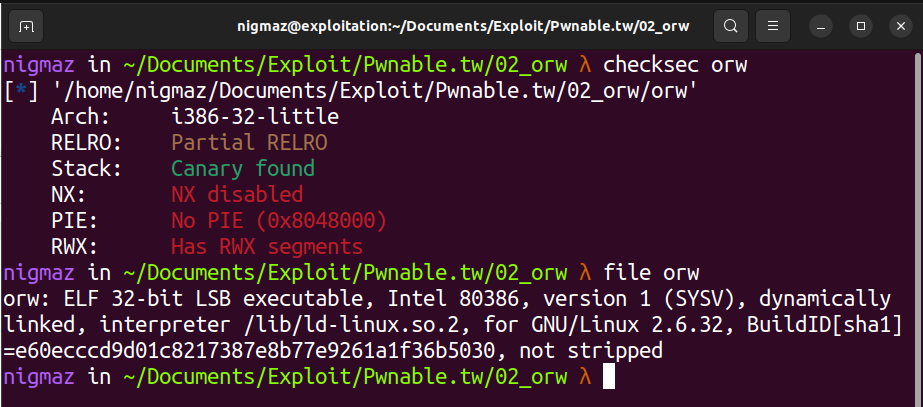 nigmaz@exploitation:~/Documents/Exploit/Pwnable.tw/02_orw
nigmaz in ~/Documents/Exploit/Pwnable.tw/02_orw λ checksec orw
[*] '/home/nigmaz/Documents/Exploit/Pwnable.tw/02_orw/orw'
    Arch:     i386-32-little
    RELRO:    Partial RELRO
    Stack:    Canary found
    NX:       NX disabled
    PIE:      No PIE (0x8048000)
    RWX:      Has RWX segments
nigmaz in ~/Documents/Exploit/Pwnable.tw/02_orw λ file orw
orw: ELF 32-bit LSB executable, Intel 80386, version 1 (SYSV), dynamically
linked, interpreter /lib/ld-linux.so.2, for GNU/Linux 2.6.32, BuildID[sha1]
=e60ecccd9d01c8217387e8b77e9261a1f36b5030, not stripped
nigmaz in ~/Documents/Exploit/Pwnable.tw/02_orw λ